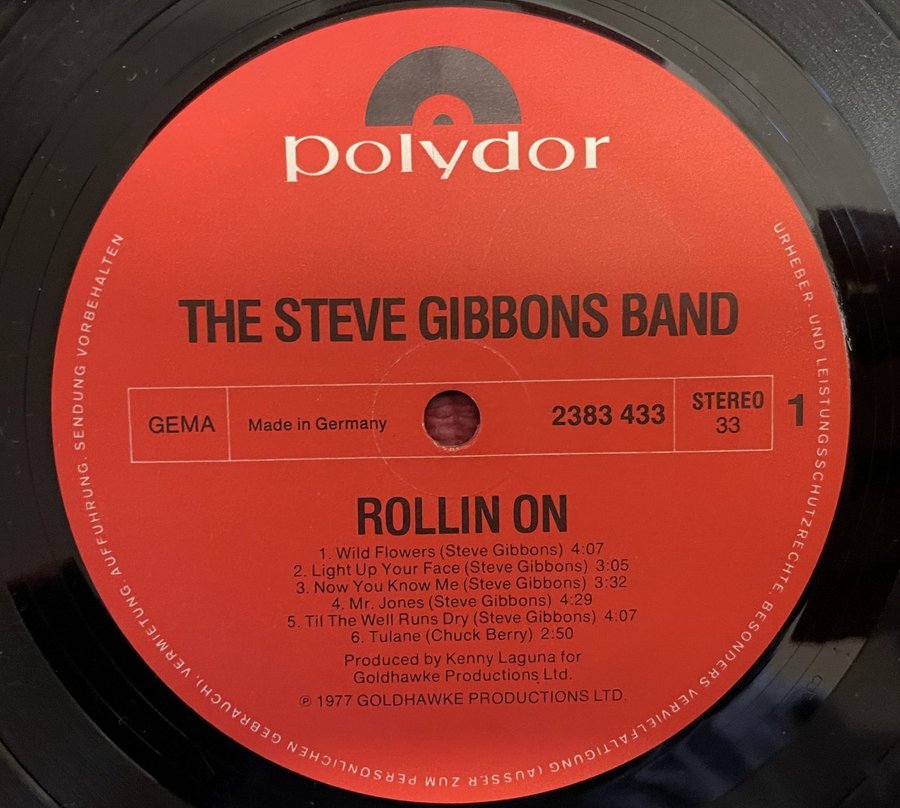 polydor
THE STEVE GIBBONS BAND
GEMA
Made in Germany
2383 433
STEREO
33
1
ROLLIN ON
1. Wild Flowers (Steve Gibbons) 4:07
2. Light Up Your Face (Steve Gibbons) 3:05
3. Now You Know Me (Steve Gibbons) 3:32
4. Mr. Jones (Steve Gibbons) 4:29
5. Til The Well Runs Dry (Steve Gibbons) 4:07
6. Tulane (Chuck Berry) 2:50
Produced by Kenny Laguna for
Goldhawke Productions Ltd.
℗ 1977 GOLDHAWKE PRODUCTIONS LTD.
URHEBER- UND LEISTUNGSSCHUTZRECHTE, BESONDERS VERVIELFÄLTIGUNG (AUSSER ZUM PERSÖNLICHEN GEBRAUCH), VERMIETUNG AUFFÜHRUNG, SENDUNG VORBEHALTEN